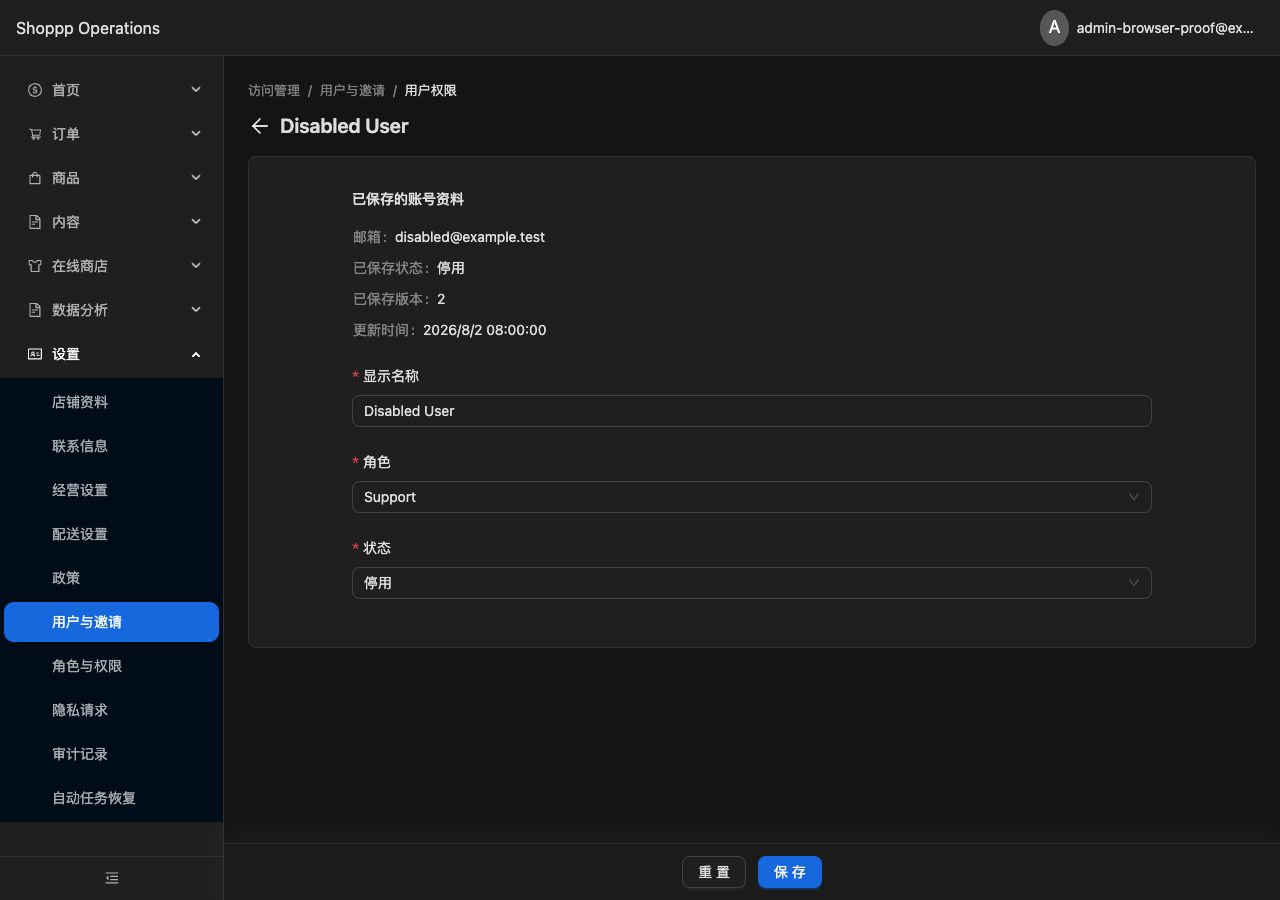 Shoppp Operations
A
admin-browser-proof@ex...
首页
订单
商品
内容
在线商店
数据分析
设置
店铺资料
联系信息
经营设置
配送设置
政策
用户与邀请
角色与权限
隐私请求
审计记录
自动任务恢复
访问管理 / 用户与邀请 / 用户权限
Disabled User
已保存的账号资料
邮箱： disabled@example.test
已保存状态： 停用
已保存版本： 2
更新时间： 2026/8/2 08:00:00
* 显示名称
Disabled User
* 角色
Support
* 状态
停用
重 置
保 存